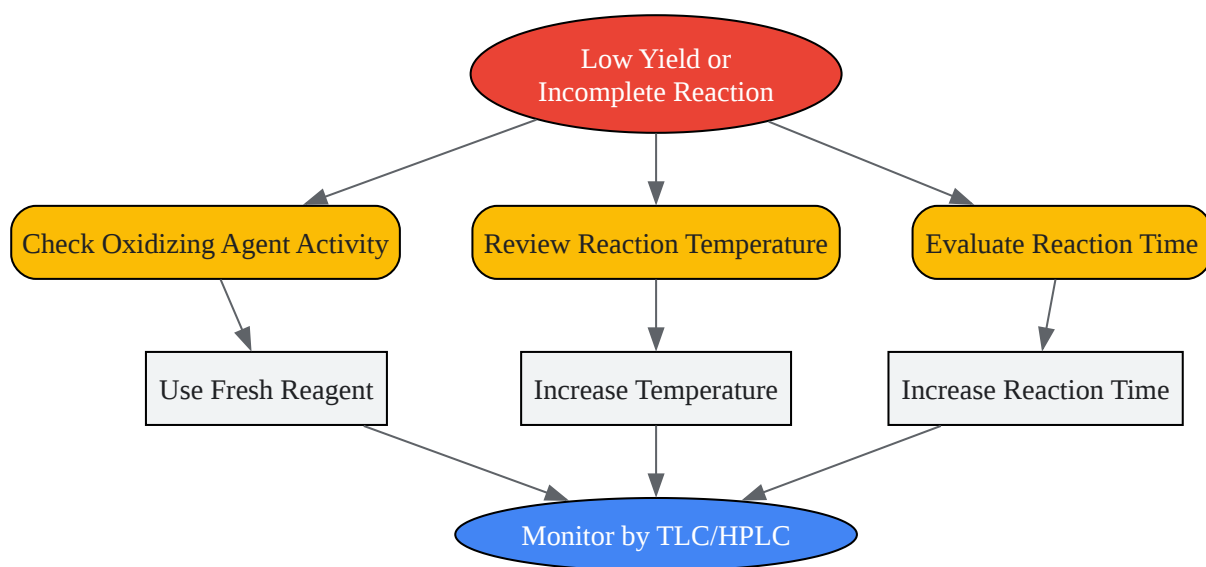 Low Yield or
Incomplete Reaction
Check Oxidizing Agent Activity
Review Reaction Temperature
Evaluate Reaction Time
Use Fresh Reagent
Increase Temperature
Increase Reaction Time
Monitor by TLC/HPLC